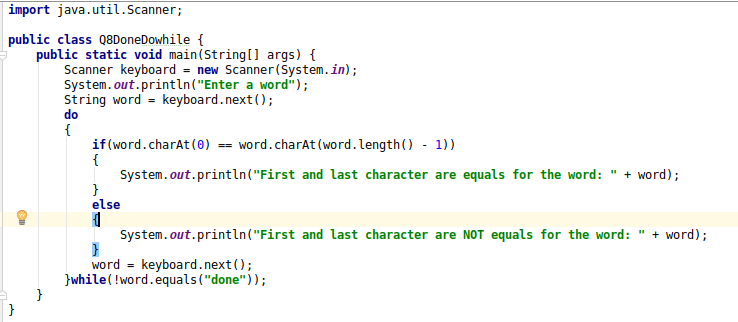 import java.util.Scanner;
public class Q8DoneDowhile {
public static void main(String[] args) {
Scanner keyboard = new Scanner(System.in);
System.out.println("Enter a word");
String word = keyboard.next();
do
{
if(word.charAt(0) == word.charAt(word.length() - 1))
{
System.out.println("First and last character are equals for the word: " + word);
}
else
{
System.out.println("First and last character are NOT equals for the word: " + word);
}
word = keyboard.next();
}while(!word.equals("done"));
}
}